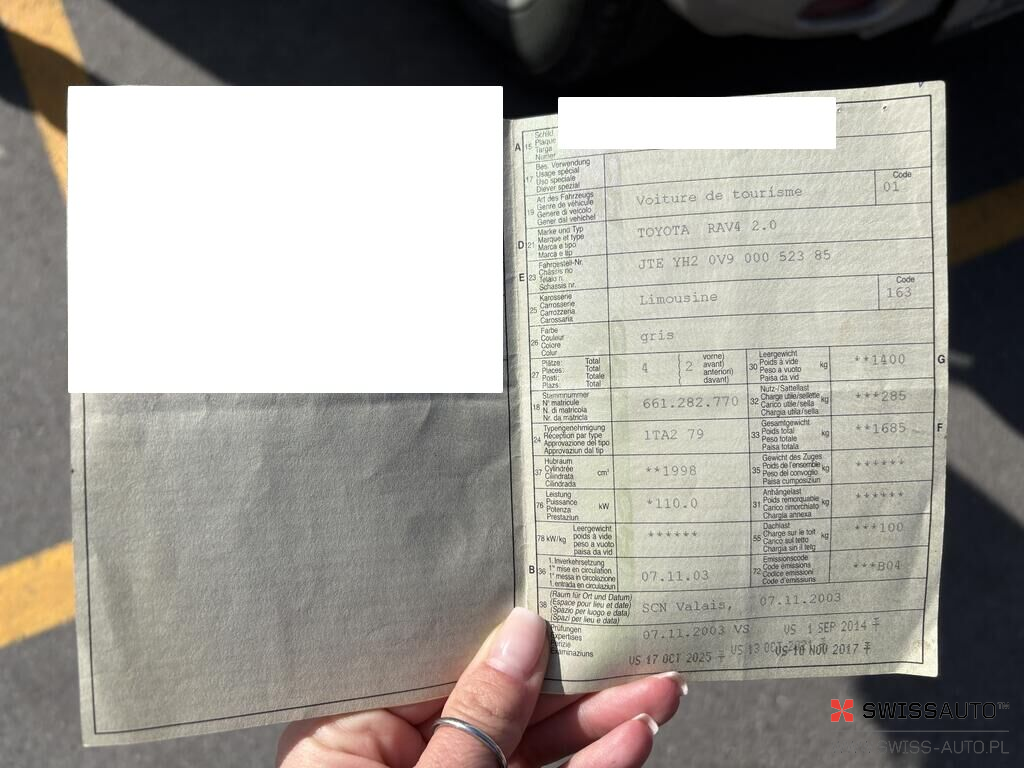 A 15 Schild
Plaque
Targa
Numer
17 Bes. Verwendung
Usage spécial
Uso speciale
Diever spezial
19 Art des Fahrzeugs
Genre de véhicule
Genere di veicolo
Gener dal vehichel
Voiture de tourisme
Code
01
D 21 Marke und Typ
Marque et type
Marca e tipo
Marca e tip
TOYOTA RAV4 2.0
E 23 Fahrgestell-Nr.
Châssis no
Telaio n.
Schassis nr.
JTE YH2 0V9 000 523 85
25 Karosserie
Carrosserie
Carrozzeria
Carossaria
Limousine
Code
163
26 Farbe
Couleur
Colore
Colur
gris
27 Plätze: Total
Places: Total
Posti: Totale
Plazs: Total
4 ( 2 vorne)
avant)
anteriori)
davant)
30 Leergewicht
Poids à vide
Peso a vuoto
Paisa da vid
kg **1400 G
18 Stammnummer
N° matricule
N. di matricola
Nr. da matricla
661.282.770
32 Nutz-/Sattellast
Charge utile/sellette
Carico utile/sella
Chargia utila/sella
kg ***285
24 Typengenehmigung
Réception par type
Approvazione del tipo
Approvaziun dal tip
1TA2 79
33 Gesamtgewicht
Poids total
Peso totale
Paisa totala
kg **1685 F
37 Hubraum
Cylindrée
Cilindrata
Cilindrada
cm³ **1998
35 Gewicht des Zuges
Poids de l'ensemble
Peso del convoglio
Paisa cumposiziun
kg ******
76 Leistung
Puissance
Potenza
Prestaziun
kW *110.0
31 Anhängelast
Poids remorquable
Carico rimorchiato
Chargia annexa
kg ******
78 kW/kg Leergewicht
poids à vide
peso a vuoto
paisa da vid
******
55 Dachlast
Charge sur le toit
Carico sul tetto
Chargia sin il tetg
kg ***100
B 36 1. Inverkehrsetzung
1re mise en circulation
1a messa in circolazione
1. entrada en circulaziun
07.11.03
72 Emissionscode
Code émissions
Codice emissioni
Code d'emissiuns
***B04
38 (Raum für Ort und Datum)
(Espace pour lieu et date)
(Spazio per luogo e data)
(Spazi per lieu e data)
SCN Valais, 07.11.2003
Prüfungen
Expertises
Perizie
Examinaziuns
07.11.2003 VS VS 1 SEP 2014
VS 17 OCT 2025 VS 13 VS 10 NOV 2017
SWISSAUTO™
SWISS-AUTO.PL